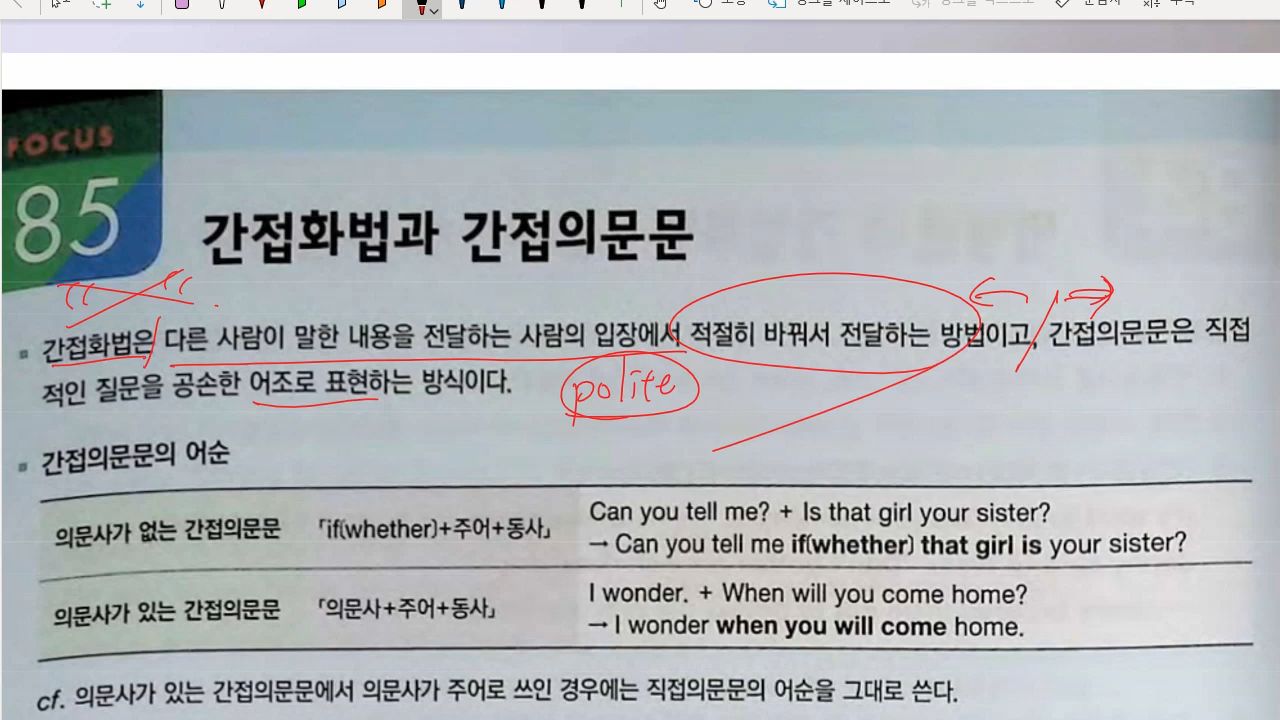 FOCUS
85
간접화법과 간접의문문
간접화법은 다른 사람이 말한 내용을 전달하는 사람의 입장에서 적절히 바꿔서 전달하는 방법이고, 간접의문문은 직접
적인 질문을 공손한 어조로 표현하는 방식이다.
polite
간접의문문의 어순
의문사가 없는 간접의문문 「if(whether)+주어+동사」 Can you tell me? + Is that girl your sister?
→ Can you tell me if(whether) that girl is your sister?
의문사가 있는 간접의문문 「의문사+주어+동사」 I wonder. + When will you come home?
→ I wonder when you will come home.
cf. 의문사가 있는 간접의문문에서 의문사가 주어로 쓰인 경우에는 직접의문문의 어순을 그대로 쓴다.